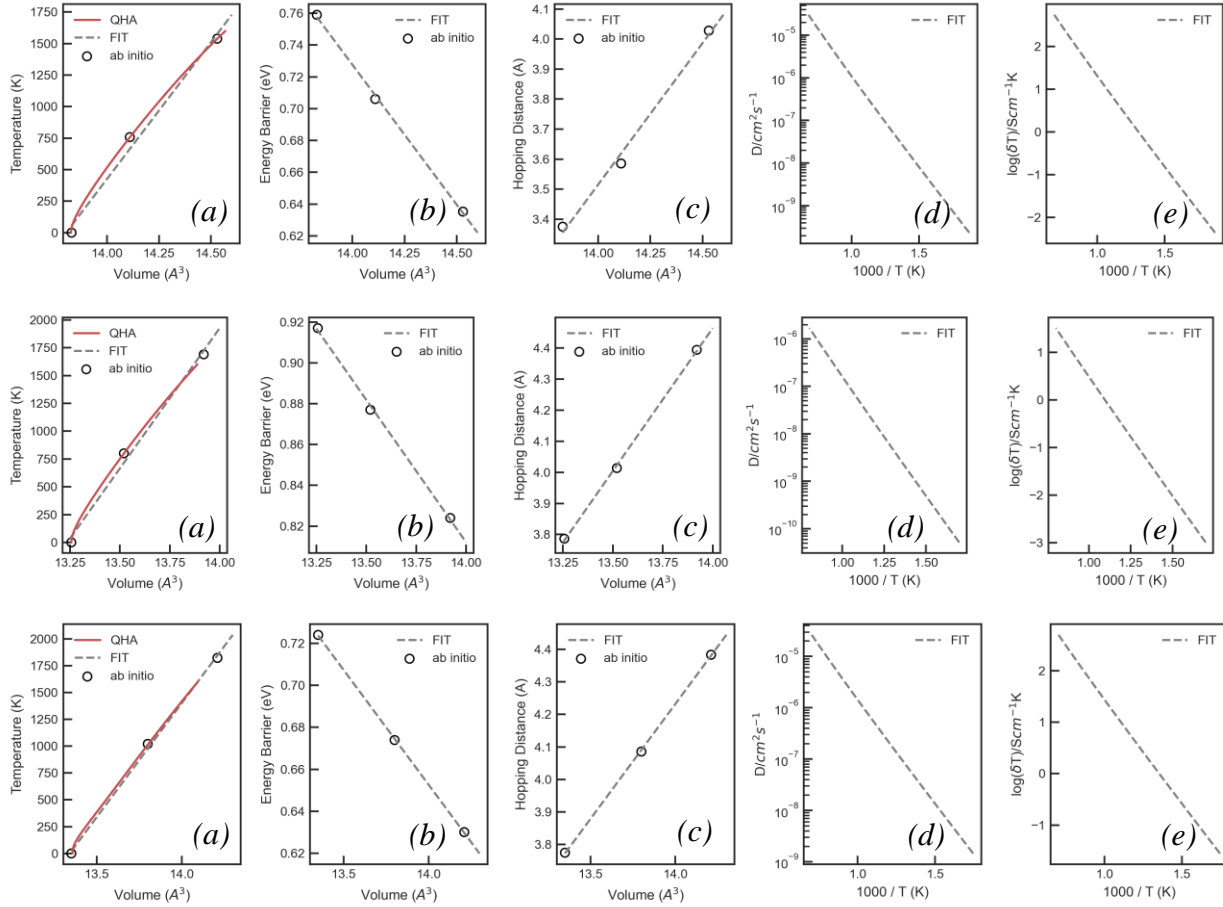 QHA
FIT
ab initio
1750
1500
1250
1000
750
500
250
0
14.00
14.25
14.50
Temperature (K)
Volume (A³)
(a)
FIT
ab initio
0.76
0.74
0.72
0.70
0.68
0.66
0.64
0.62
14.00
14.25
14.50
Energy Barrier (eV)
Volume (A³)
(b)
FIT
ab initio
4.1
4.0
3.9
3.8
3.7
3.6
3.5
3.4
14.00
14.25
14.50
Hopping Distance (A)
Volume (A³)
(c)
FIT
10⁻⁵
10⁻⁶
10⁻⁷
10⁻⁸
10⁻⁹
1.0
1.5
D/cm²s⁻¹
1000 / T (K)
(d)
FIT
2
1
0
−1
−2
1.0
1.5
log(δT)/Scm⁻¹K
1000 / T (K)
(e)
QHA
FIT
ab initio
2000
1750
1500
1250
1000
750
500
250
0
13.25
13.50
13.75
14.00
Temperature (K)
Volume (A³)
(a)
FIT
ab initio
0.92
0.90
0.88
0.86
0.84
0.82
13.25
13.50
13.75
14.00
Energy Barrier (eV)
Volume (A³)
(b)
FIT
ab initio
4.4
4.3
4.2
4.1
4.0
3.9
3.8
13.25
13.50
13.75
14.00
Hopping Distance (A)
Volume (A³)
(c)
FIT
10⁻⁶
10⁻⁷
10⁻⁸
10⁻⁹
10⁻¹⁰
1.00
1.25
1.50
D/cm²s⁻¹
1000 / T (K)
(d)
FIT
1
0
−1
−2
−3
1.00
1.25
1.50
log(δT)/Scm⁻¹K
1000 / T (K)
(e)
QHA
FIT
ab initio
2000
1750
1500
1250
1000
750
500
250
0
13.5
14.0
Temperature (K)
Volume (A³)
(a)
FIT
ab initio
0.72
0.70
0.68
0.66
0.64
0.62
13.5
14.0
Energy Barrier (eV)
Volume (A³)
(b)
FIT
ab initio
4.4
4.3
4.2
4.1
4.0
3.9
3.8
13.5
14.0
Hopping Distance (A)
Volume (A³)
(c)
FIT
10⁻⁵
10⁻⁶
10⁻⁷
10⁻⁸
10⁻⁹
1.0
1.5
D/cm²s⁻¹
1000 / T (K)
(d)
FIT
2
1
0
−1
1.0
1.5
log(δT)/Scm⁻¹K
1000 / T (K)
(e)